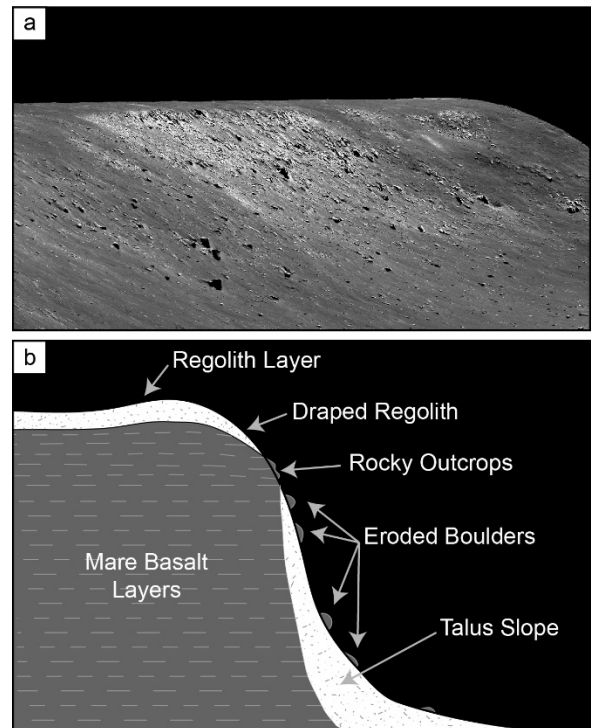 a
b
Regolith Layer
Draped Regolith
Rocky Outcrops
Eroded Boulders
Mare Basalt
Layers
Talus Slope